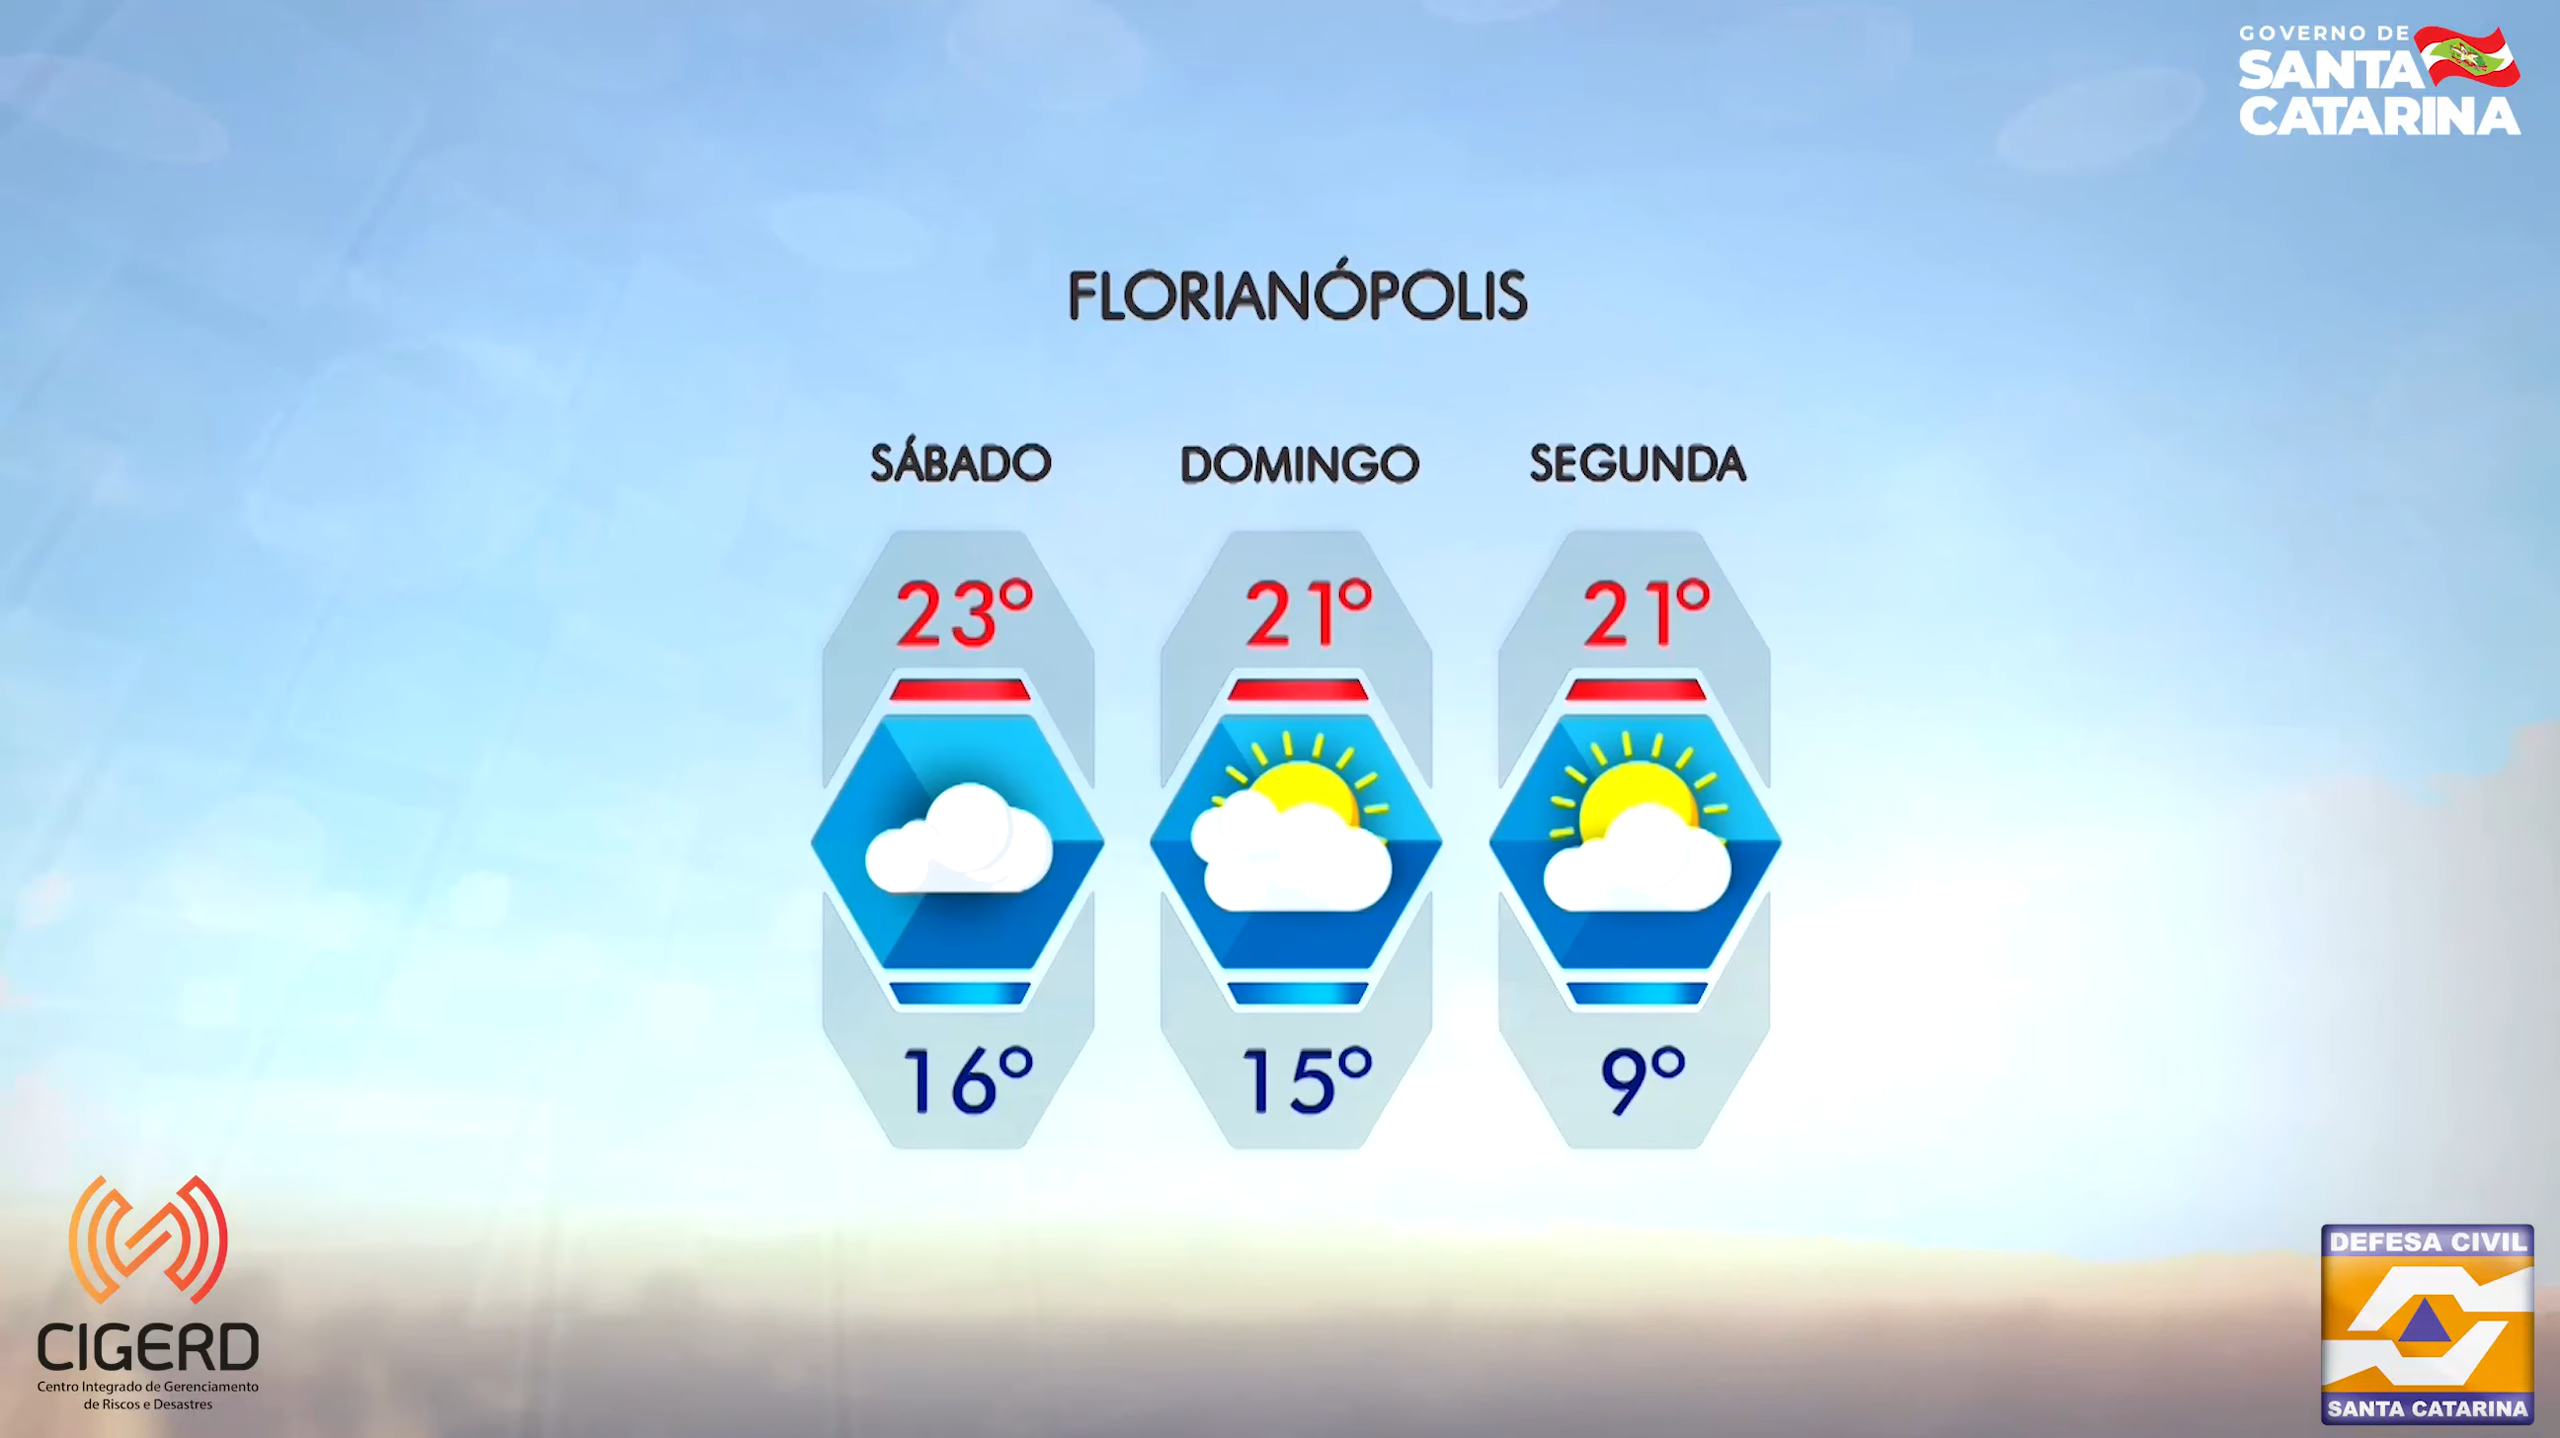 GOVERNO DE
SANTA
CATARINA
FLORIANÓPOLIS
SÁBADO DOMINGO SEGUNDA
23° 21° 21°
16° 15° 9°
CIGERD
Centro Integrado de Gerenciamento
de Riscos e Desastres
DEFESA CIVIL
SANTA CATARINA